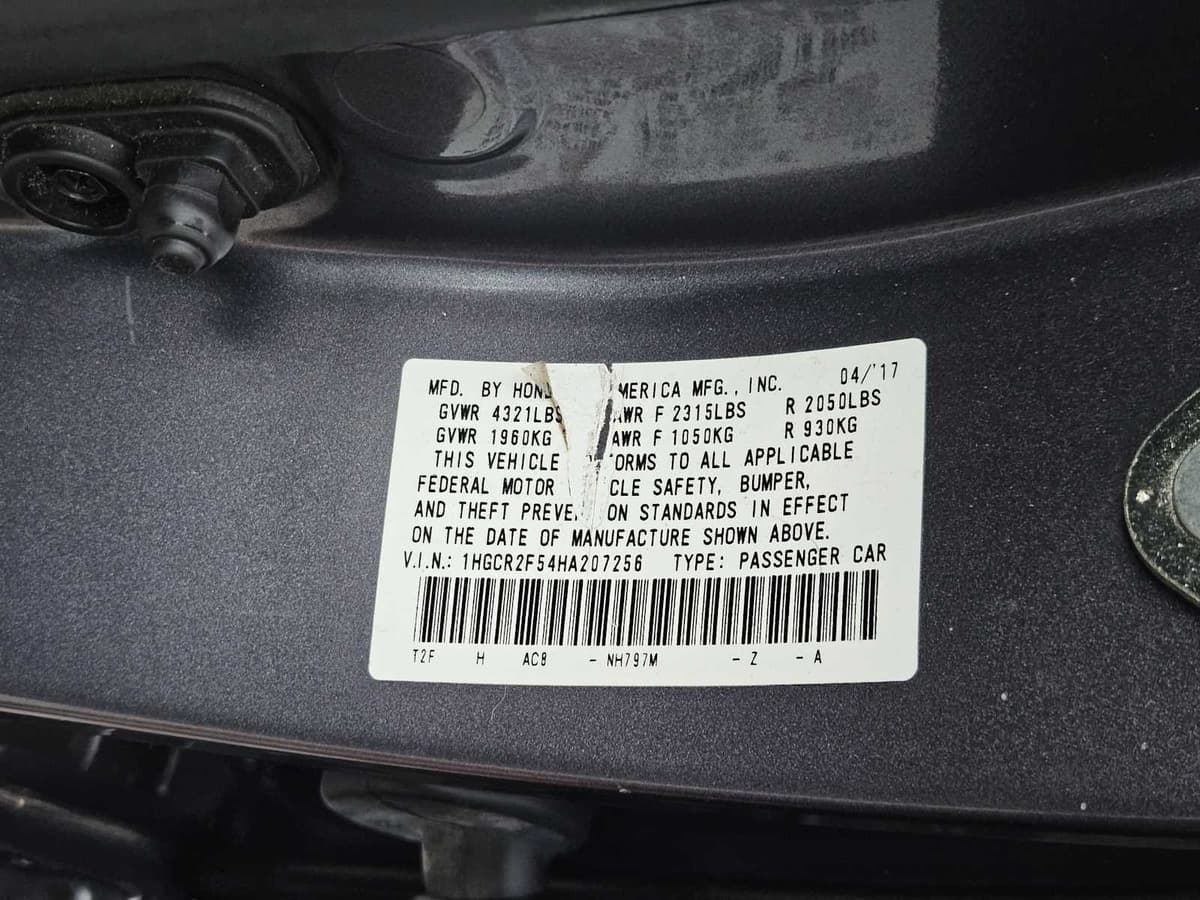 MFD. BY HOND MERICA MFG., INC. 04/'17
GVWR 4321LBS AWR F 2315LBS R 2050LBS
GVWR 1960KG AWR F 1050KG R 930KG
THIS VEHICLE ORMS TO ALL APPLICABLE
FEDERAL MOTOR CLE SAFETY, BUMPER,
AND THEFT PREVE ON STANDARDS IN EFFECT
ON THE DATE OF MANUFACTURE SHOWN ABOVE.
V.I.N.: 1HGCR2F54HA207256 TYPE: PASSENGER CAR
T2F H AC8 - NH797M - Z - A